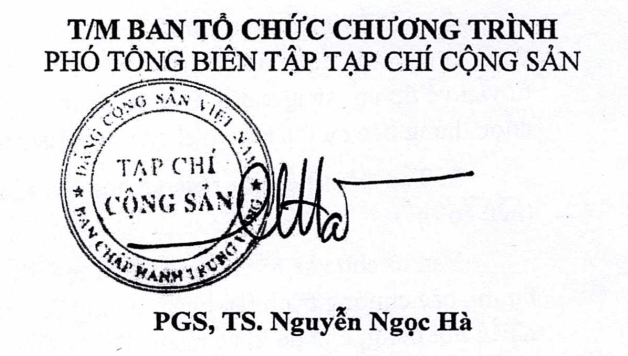 T/M BAN TỔ CHỨC CHƯƠNG TRÌNH
PHÓ TỔNG BIÊN TẬP TẠP CHÍ CỘNG SẢN
ĐẢNG CỘNG SẢN VIỆT NAM
TẠP CHÍ
CỘNG SẢN
BAN CHẤP HÀNH TRUNG ƯƠNG
PGS, TS. Nguyễn Ngọc Hà